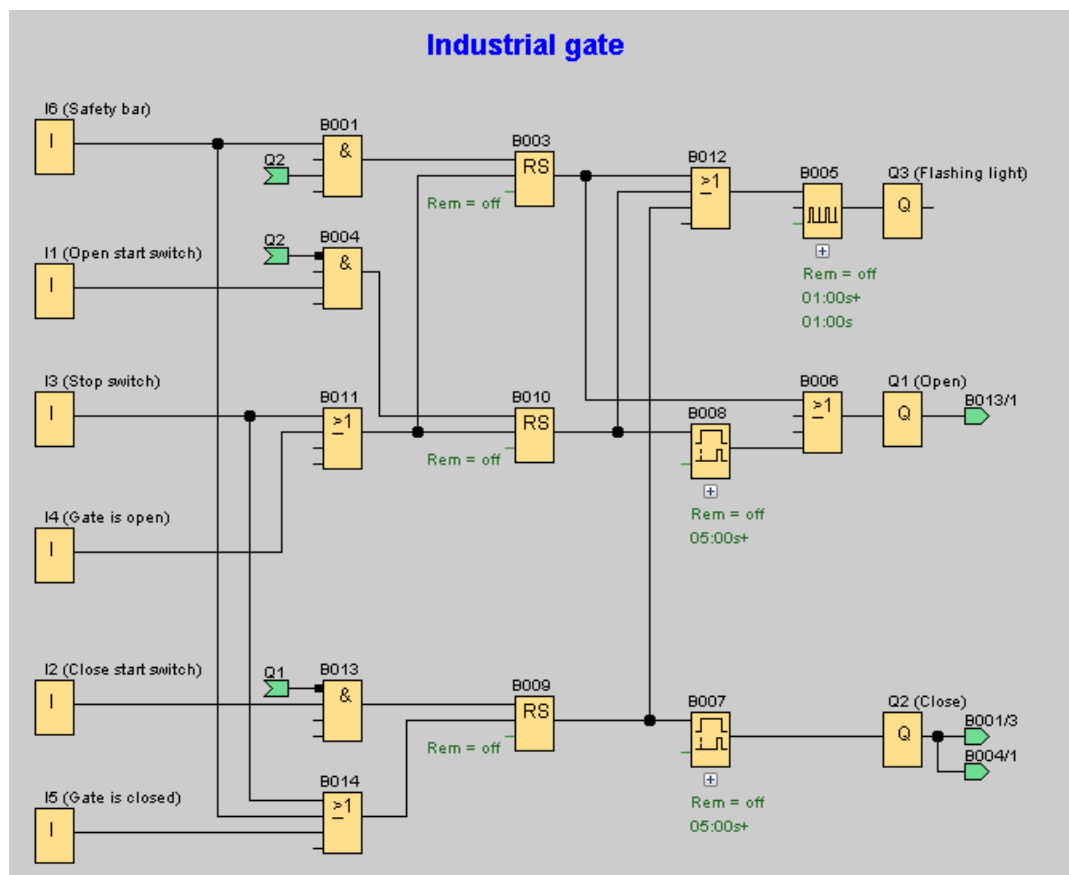 Industrial gate
I6 (Safety bar)
I
B001
&
Q2
B003
RS
Rem = off
B012
>1
B005
Rem = off
01:00s+
01:00s
Q3 (Flashing light)
Q
I1 (Open start switch)
I
Q2
B004
&
I3 (Stop switch)
I
B011
>1
B010
RS
Rem = off
B008
Rem = off
05:00s+
B006
>1
Q1 (Open)
Q
B013/1
I4 (Gate is open)
I
I2 (Close start switch)
I
Q1
B013
&
B009
RS
Rem = off
B007
Rem = off
05:00s+
Q2 (Close)
Q
B001/3
B004/1
I5 (Gate is closed)
I
B014
>1